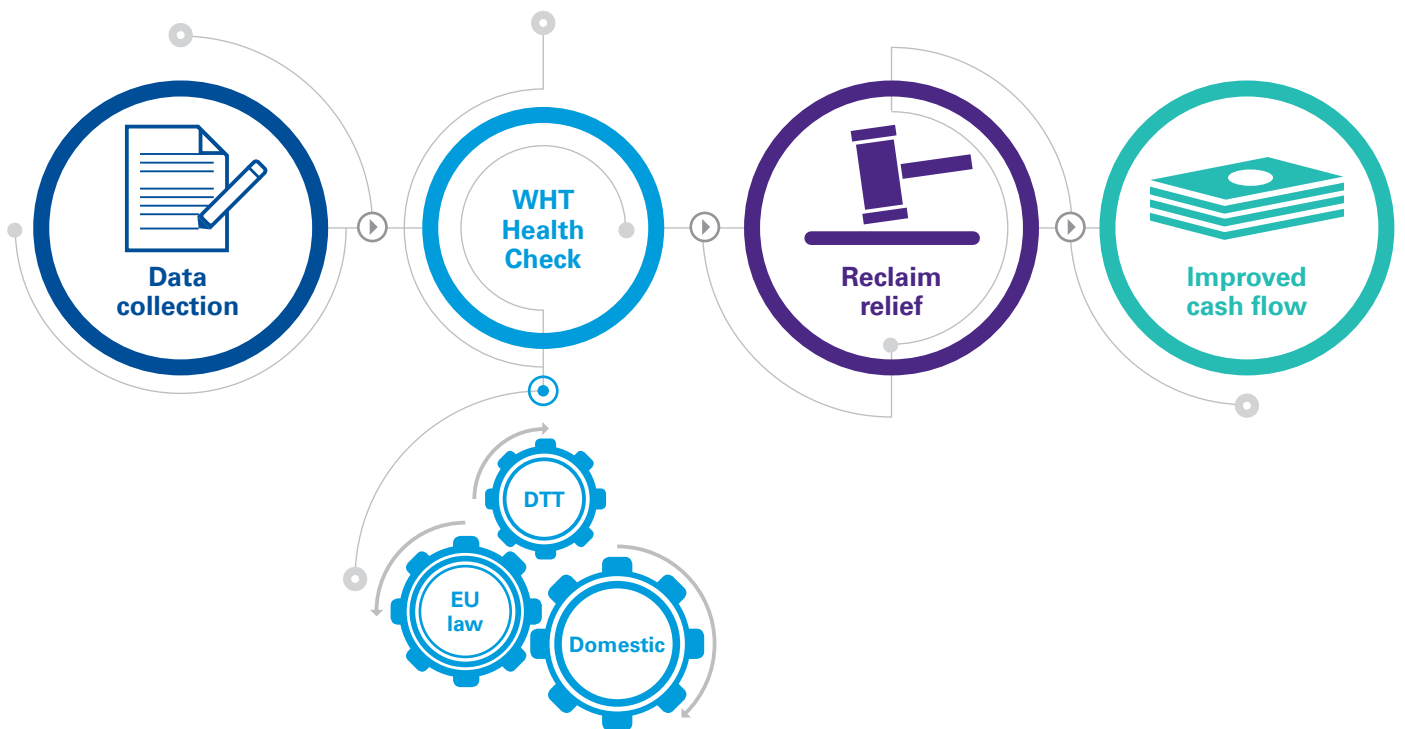 Data
collection
WHT
Health
Check
Reclaim
relief
Improved
cash flow
DTT
EU
law
Domestic